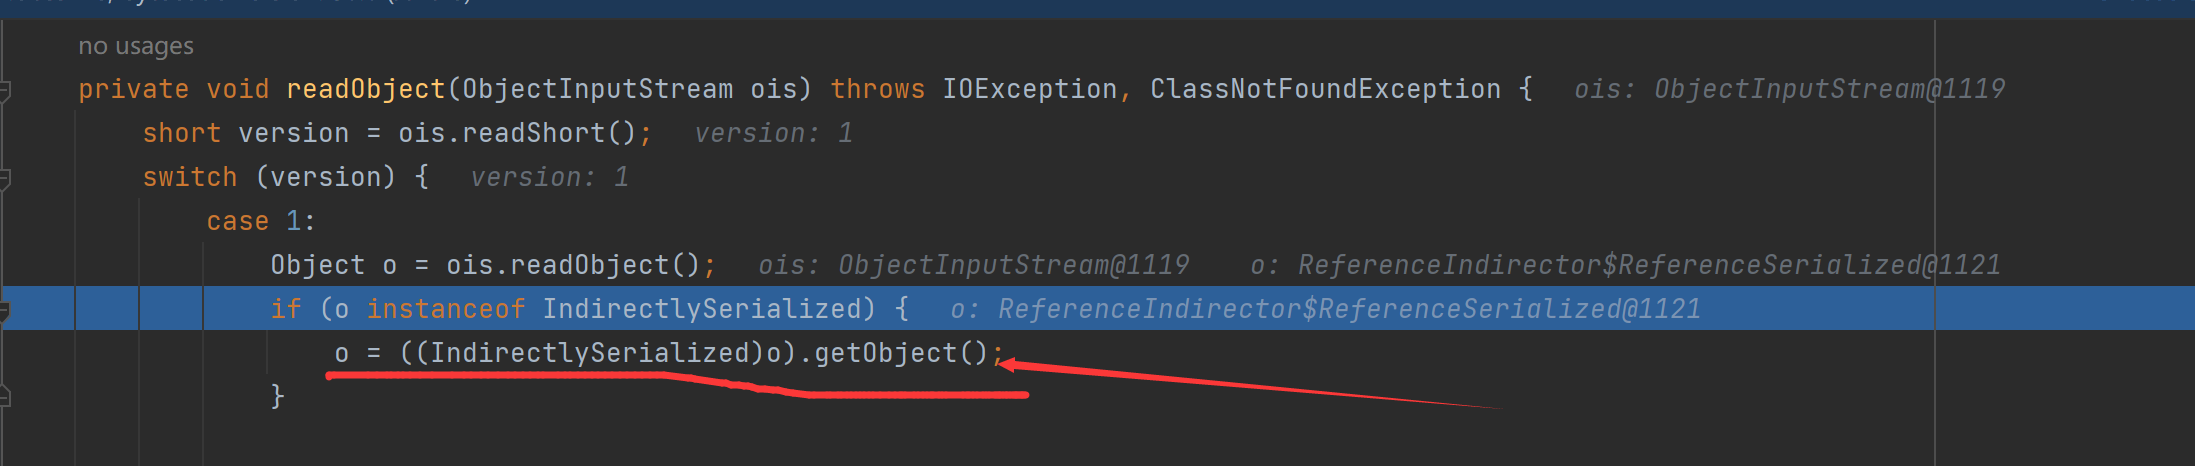 no usages
private void readObject(ObjectInputStream ois) throws IOException, ClassNotFoundException {   ois: ObjectInputStream@1119
short version = ois.readShort();   version: 1
switch (version) {   version: 1
case 1:
Object o = ois.readObject();   ois: ObjectInputStream@1119   o: ReferenceIndirector$ReferenceSerialized@1121
if (o instanceof IndirectlySerialized) {   o: ReferenceIndirector$ReferenceSerialized@1121
o = ((IndirectlySerialized)o).getObject();
}